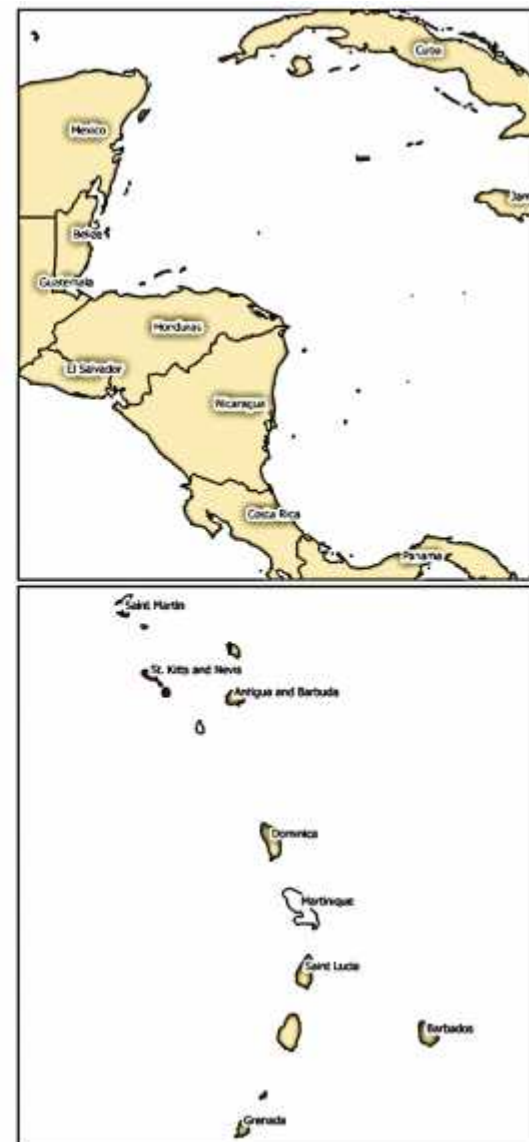 Cuba
Mexico
Jam
Belize
Guatemala
Honduras
El Salvador
Nicaragua
Costa Rica
Panama
Saint Martin
St. Kitts and Nevis
Antigua and Barbuda
Dominica
Martinique
Saint Lucia
Barbados
Grenada